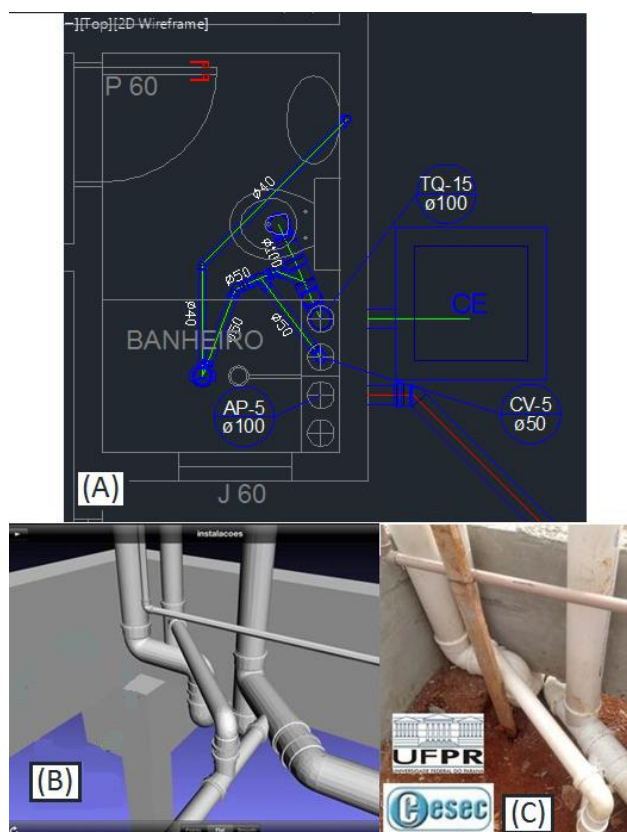 –][Top][2D Wireframe]
P 60
ø40
TQ-15
ø100
ø100
ø50
CE
ø40
ø50
ø50
BANHEIRO
AP-5
ø100
CV-5
ø50
(A)
J 60
instalacoes
(B)
UFPR
UNIVERSIDADE FEDERAL DO PARANÁ
Cesec
(C)